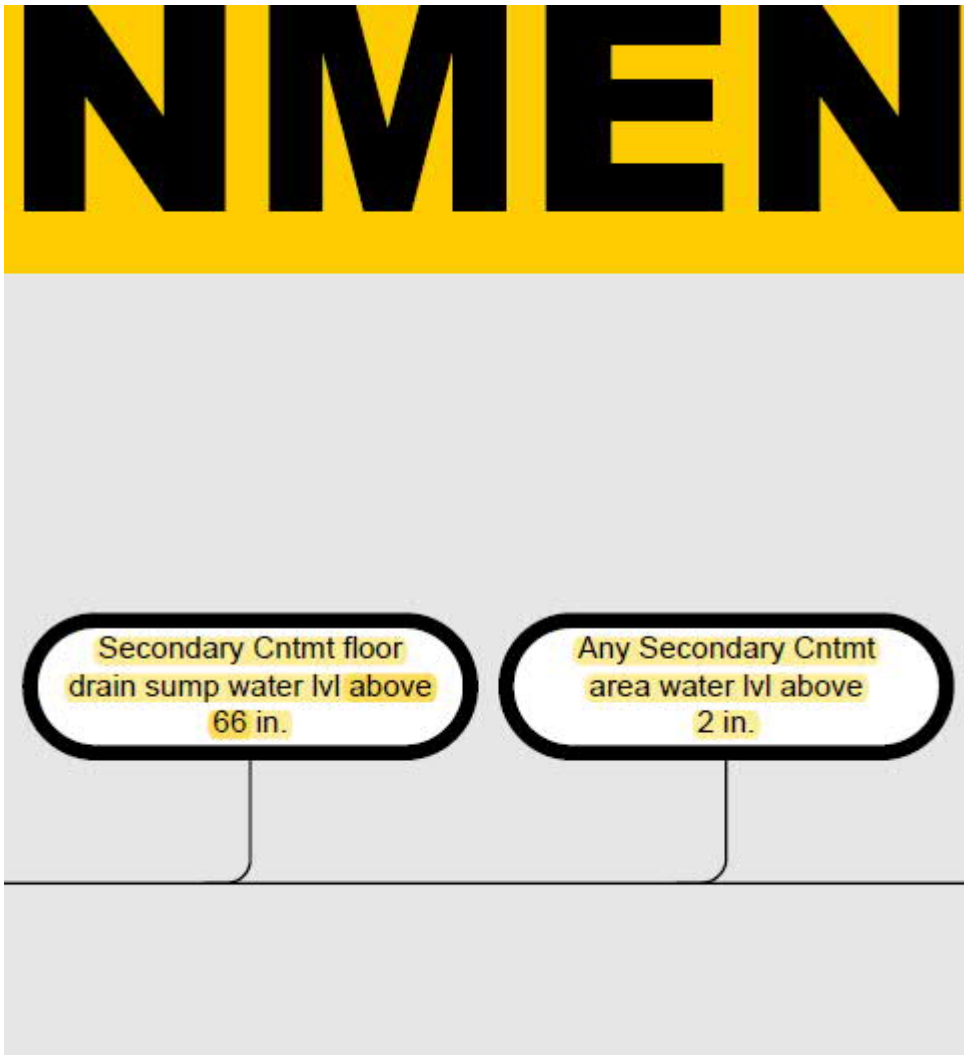 NMEN
Secondary Cntmt floor
drain sump water lvl above
66 in.
Any Secondary Cntmt
area water lvl above
2 in.